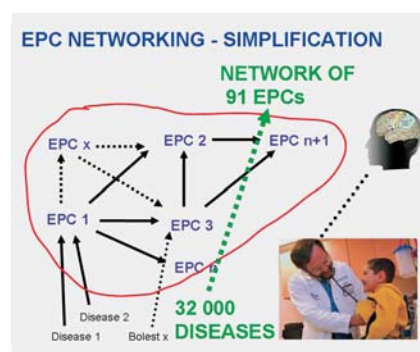 EPC NETWORKING - SIMPLIFICATION
NETWORK OF
91 EPCs
EPC x
EPC 2
EPC n+1
EPC 1
EPC 3
EPC n
32 000
DISEASES
Disease 2
Disease 1
Bolest x